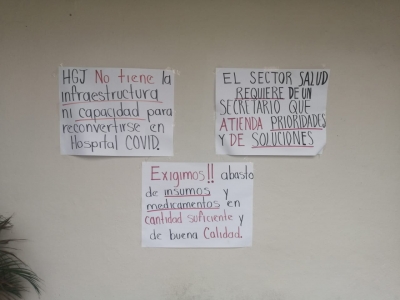 HGJ No tiene la
infraestructura
ni capacidad para
reconvertirse en
Hospital COVID.
EL SECTOR SALUD
REQUIERE DE UN
SECRETARIO QUE
ATIENDA PRIORIDADES
Y DE SOLUCIONES
Exigimos!! abasto
de insumos y
medicamentos en
cantidad suficiente y
de buena Calidad.